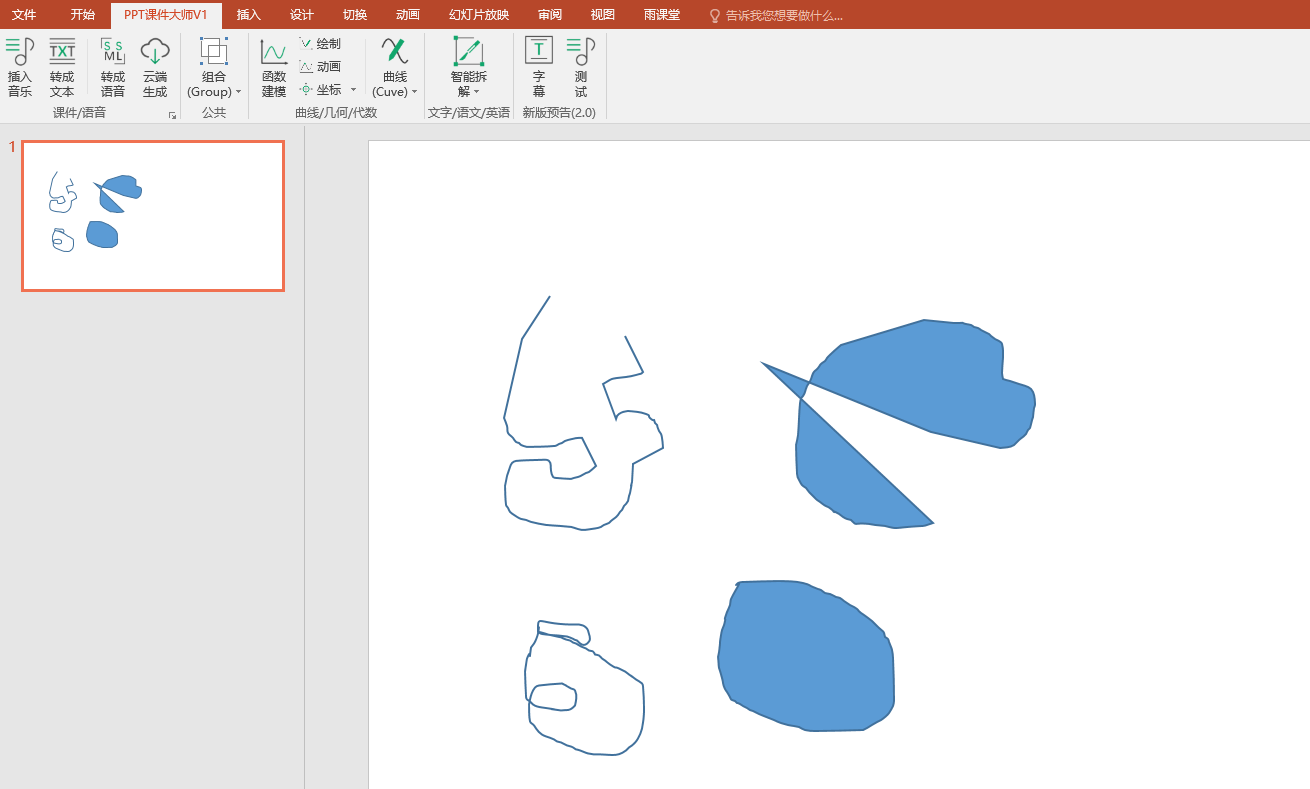 文件 开始 PPT课件大师V1 插入 设计 切换 动画 幻灯片放映 审阅 视图 雨课堂 告诉我您想要做什么...
插入音乐
转成文本
SSML
转成语音
云端生成
课件/语音
组合(Group)
公共
函数建模
绘制
动画
坐标
曲线(Cuve)
曲线/几何/代数
智能拆解
文字/语文/英语
T
字幕
测试
新版预告(2.0)
TXT
1